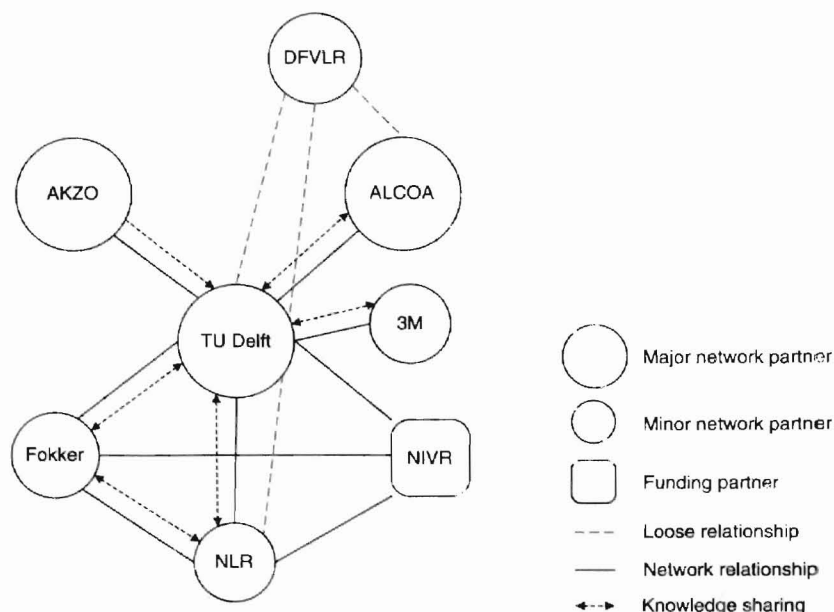 DFVLR
AKZO
ALCOA
TU Delft
3M
Fokker
NIVR
NLR
Major network partner
Minor network partner
Funding partner
Loose relationship
Network relationship
Knowledge sharing